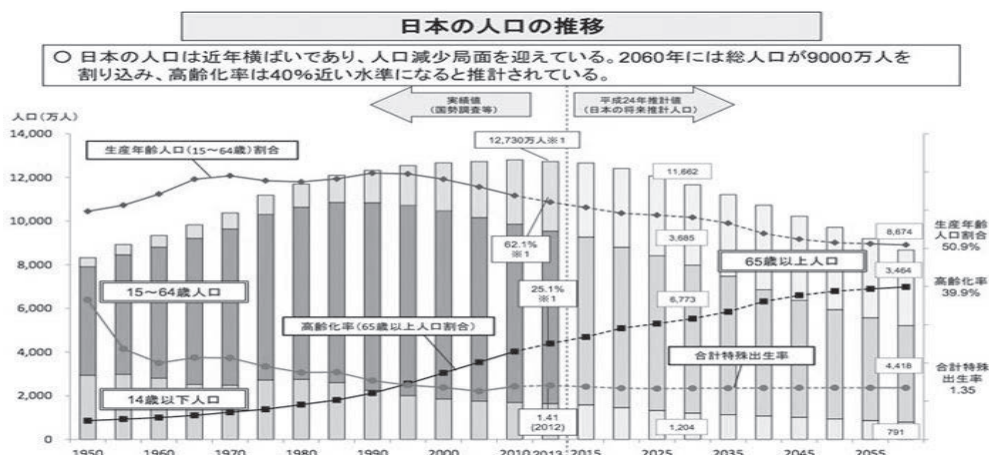 日本の人口の推移
○ 日本の人口は近年横ばいであり、人口減少局面を迎えている。2060年には総人口が9000万人を
割り込み、高齢化率は40%近い水準になると推計されている。
実績値
(国勢調査等)
平成24年推計値
(日本の将来推計人口)
人口(万人)
14,000
12,000
10,000
8,000
6,000
4,000
2,000
0
生産年齢人口(15～64歳)割合
12,730万人※1
11,662
62.1%
※1
3,685
25.1%
※1
6,773
65歳以上人口
15～64歳人口
高齢化率(65歳以上人口割合)
合計特殊出生率
14歳以下人口
1.41
(2012)
1,204
8,674
3,464
4,418
791
生産年齢
人口割合
50.9%
高齢化率
39.9%
合計特殊
出生率
1.35
1950 1960 1970 1980 1990 2000 2010 2013 2015 2025 2035 2045 2055